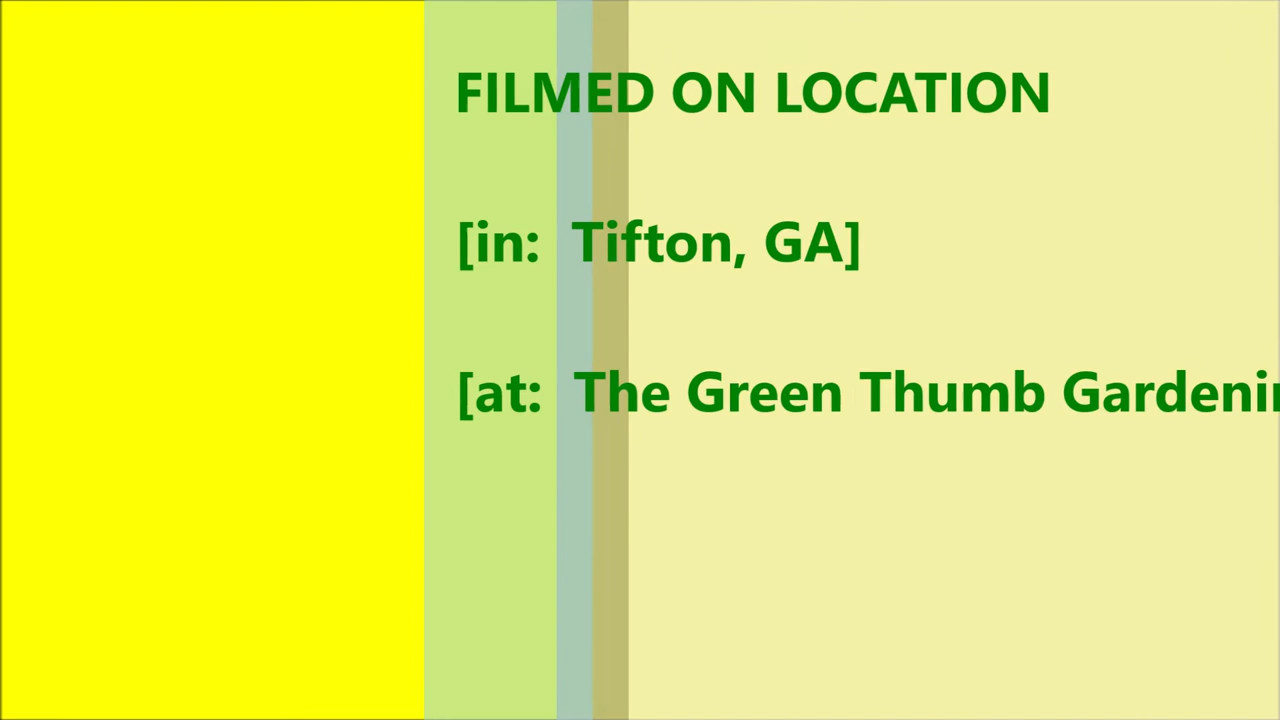 FILMED ON LOCATION
[in: Tifton, GA]
[at: The Green Thumb